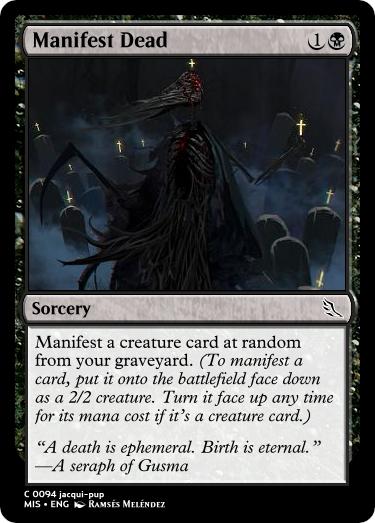 Manifest Dead 1
Sorcery
Manifest a creature card at random
from your graveyard. (To manifest a
card, put it onto the battlefield face down
as a 2/2 creature. Turn it face up any time
for its mana cost if it's a creature card.)
“A death is ephemeral. Birth is eternal.”
—A seraph of Gusma
C 0094 jacqui-pup
MIS • ENG Ramsés Meléndez